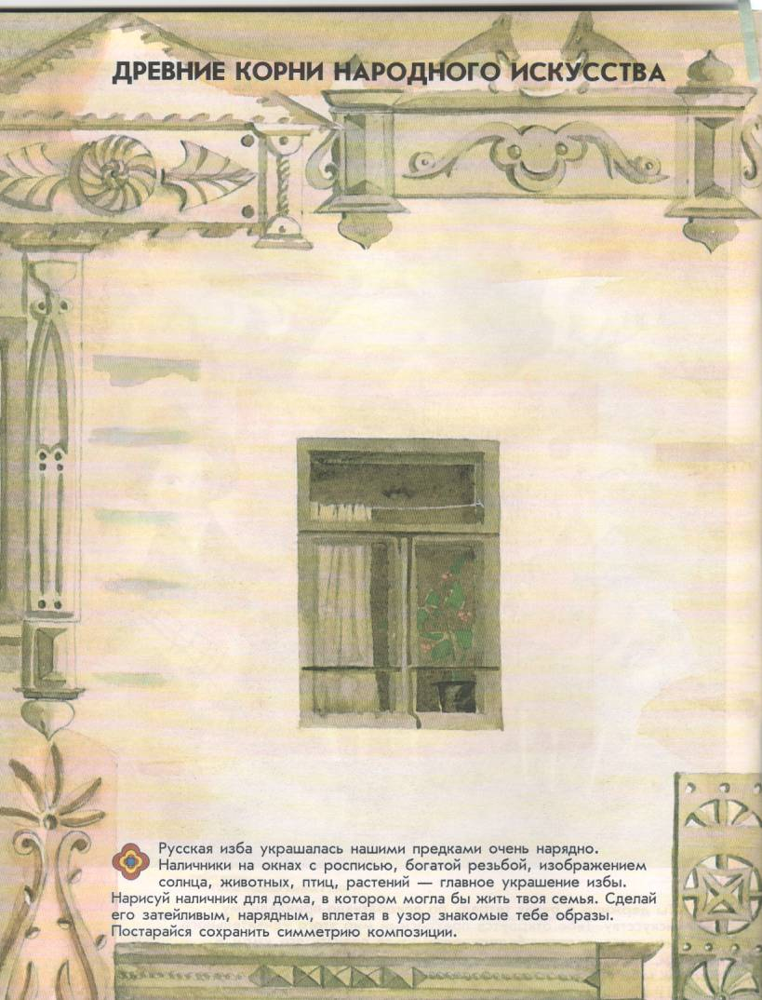 ДРЕВНИЕ КОРНИ НАРОДНОГО ИСКУССТВА
Русская изба украшалась нашими предками очень нарядно.
Наличники на окнах с росписью, богатой резьбой, изображением
солнца, животных, птиц, растений — главное украшение избы.
Нарисуй наличник для дома, в котором могла бы жить твоя семья. Сделай
его затейливым, нарядным, вплетая в узор знакомые тебе образы.
Постарайся сохранить симметрию композиции.